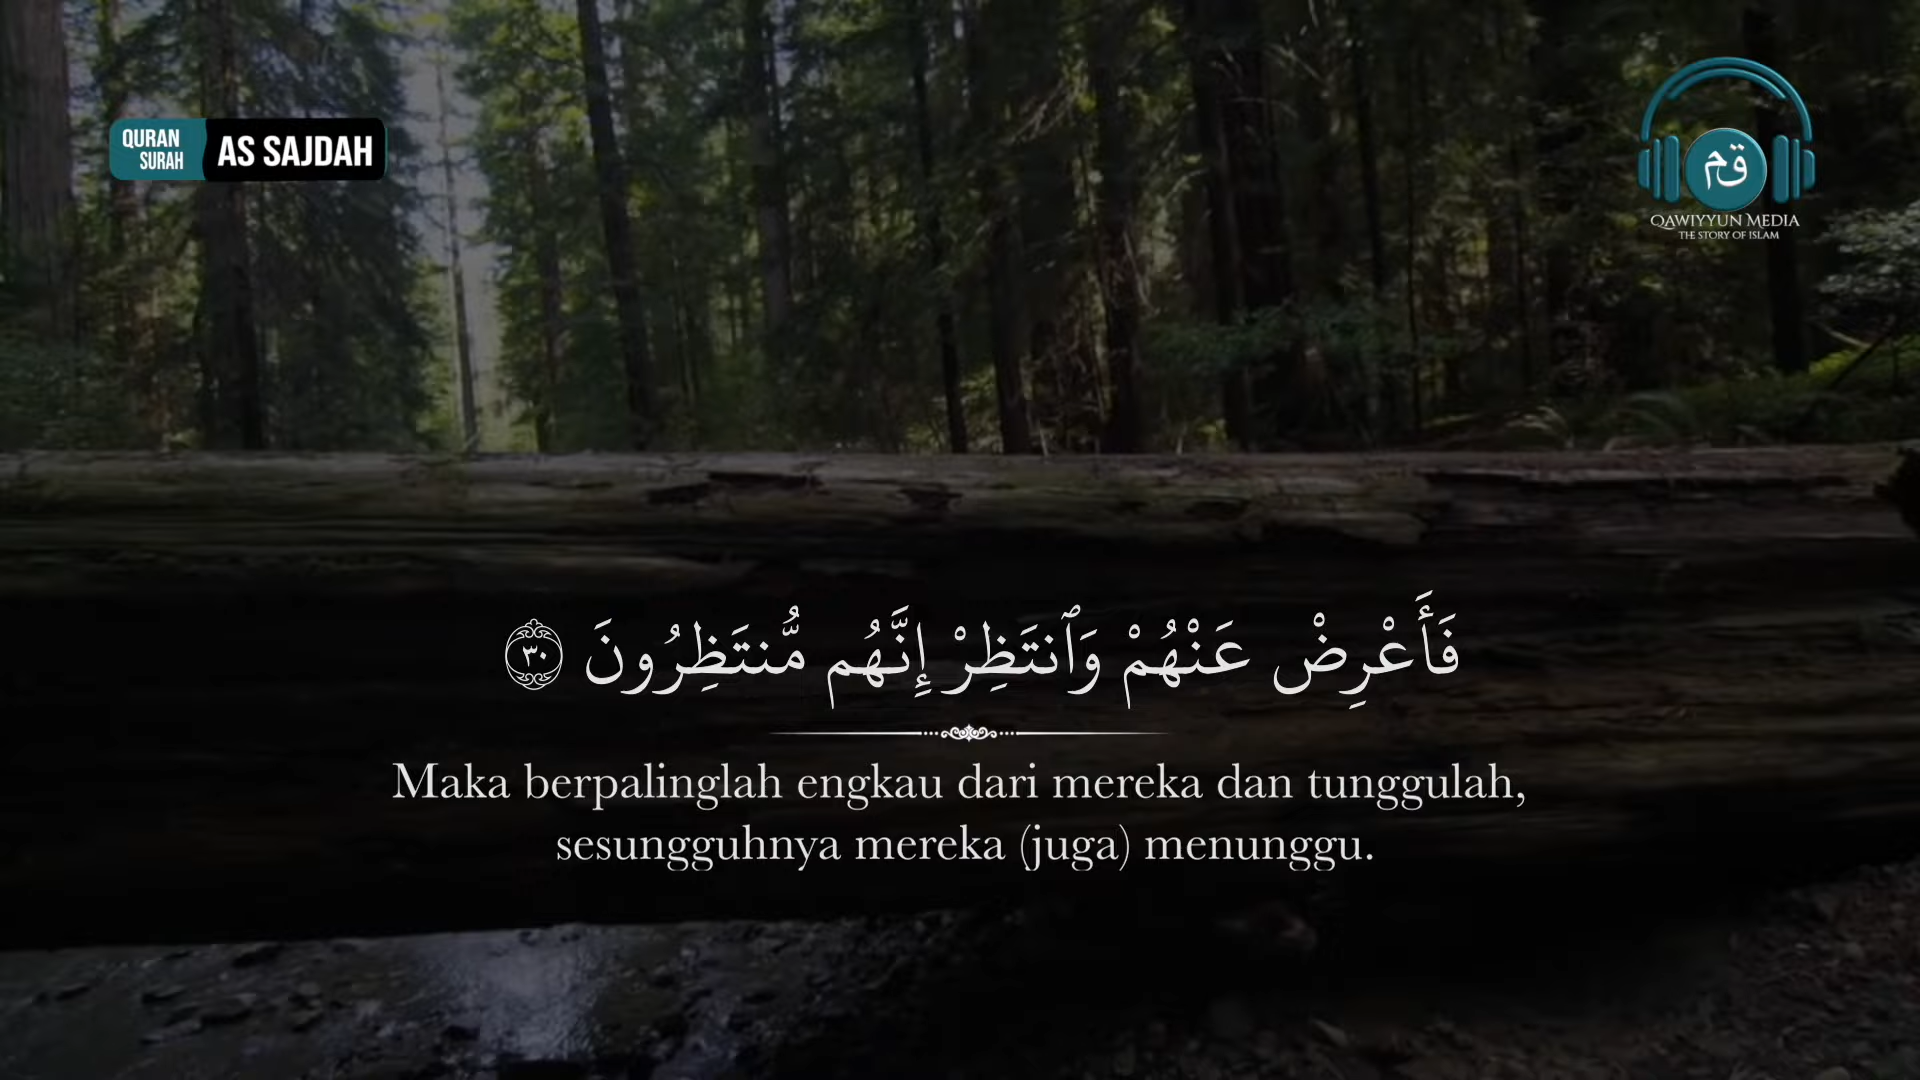 QURAN
SURAH
AS SAJDAH
قم
QAWIYYUN MEDIA
THE STORY OF ISLAM
فَأَعْرِضْ عَنْهُمْ وَٱنتَظِرْ إِنَّهُم مُّنتَظِرُونَ ٣٠
Maka berpalinglah engkau dari mereka dan tunggulah,
sesungguhnya mereka (juga) menunggu.